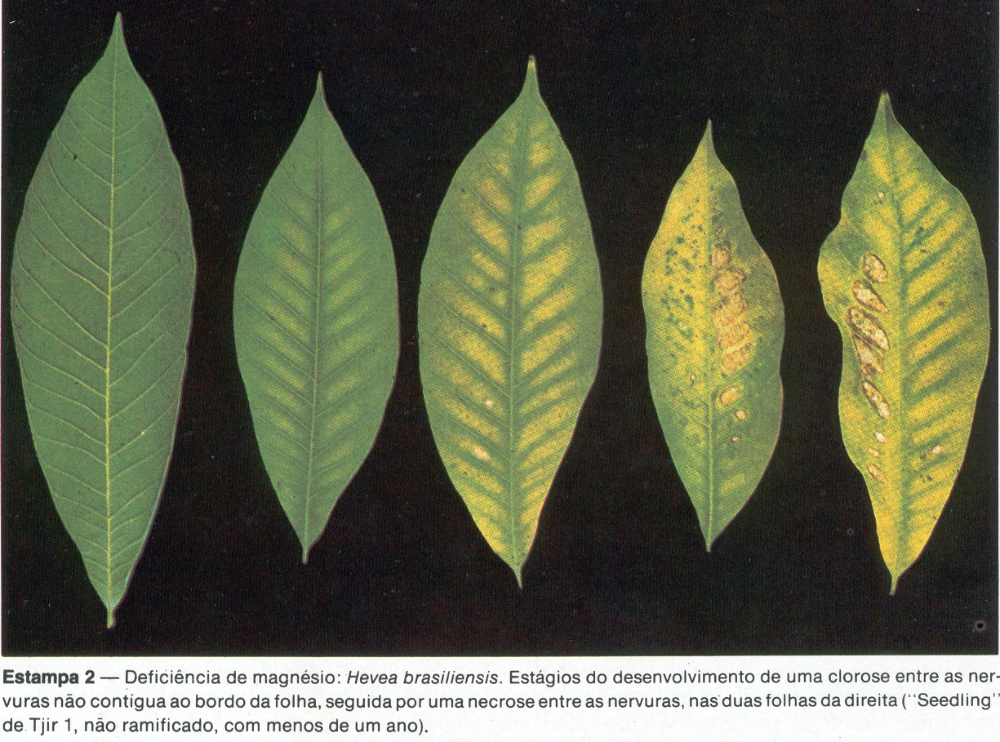 Estampa 2 — Deficiência de magnésio: Hevea brasiliensis. Estágios do desenvolvimento de uma clorose entre as ner-
vuras não contígua ao bordo da folha, seguida por uma necrose entre as nervuras, nas duas folhas da direita (“Seedling”
de Tjir 1, não ramificado, com menos de um ano).